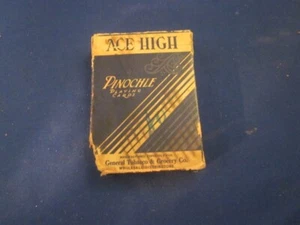 ACE HIGH
PINOCHLE
PLAYING
CARDS
General Tobacco & Grocery Co.